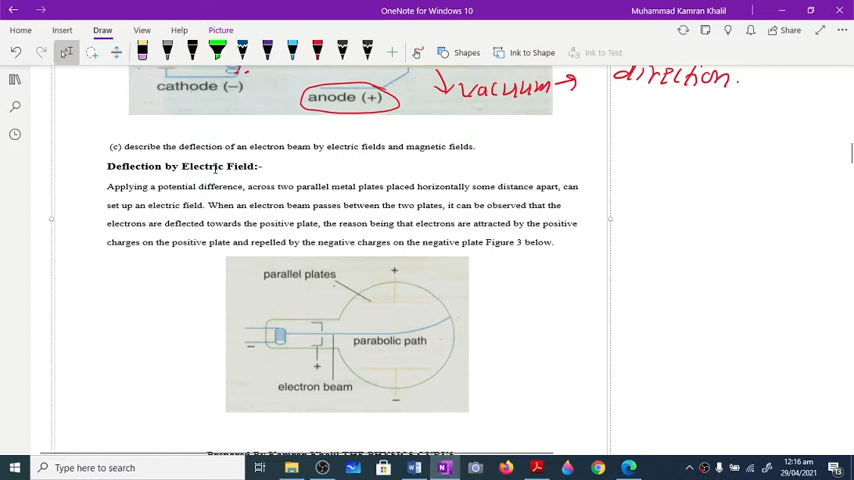 OneNote for Windows 10
Muhammad Kamran Khalil
Home
Insert
Draw
View
Help
Picture
Share
Shapes
Ink to Shape
Ink to Text
cathode (–)
anode (+)
vacuum →
direction.
(c) describe the deflection of an electron beam by electric fields and magnetic fields.
Deflection by Electric Field:-
Applying a potential difference, across two parallel metal plates placed horizontally some distance apart, can
set up an electric field. When an electron beam passes between the two plates, it can be observed that the
electrons are deflected towards the positive plate, the reason being that electrons are attracted by the positive
charges on the positive plate and repelled by the negative charges on the negative plate Figure 3 below.
parallel plates
+
parabolic path
–
+
electron beam
–
Type here to search
12:16 am
29/04/2021